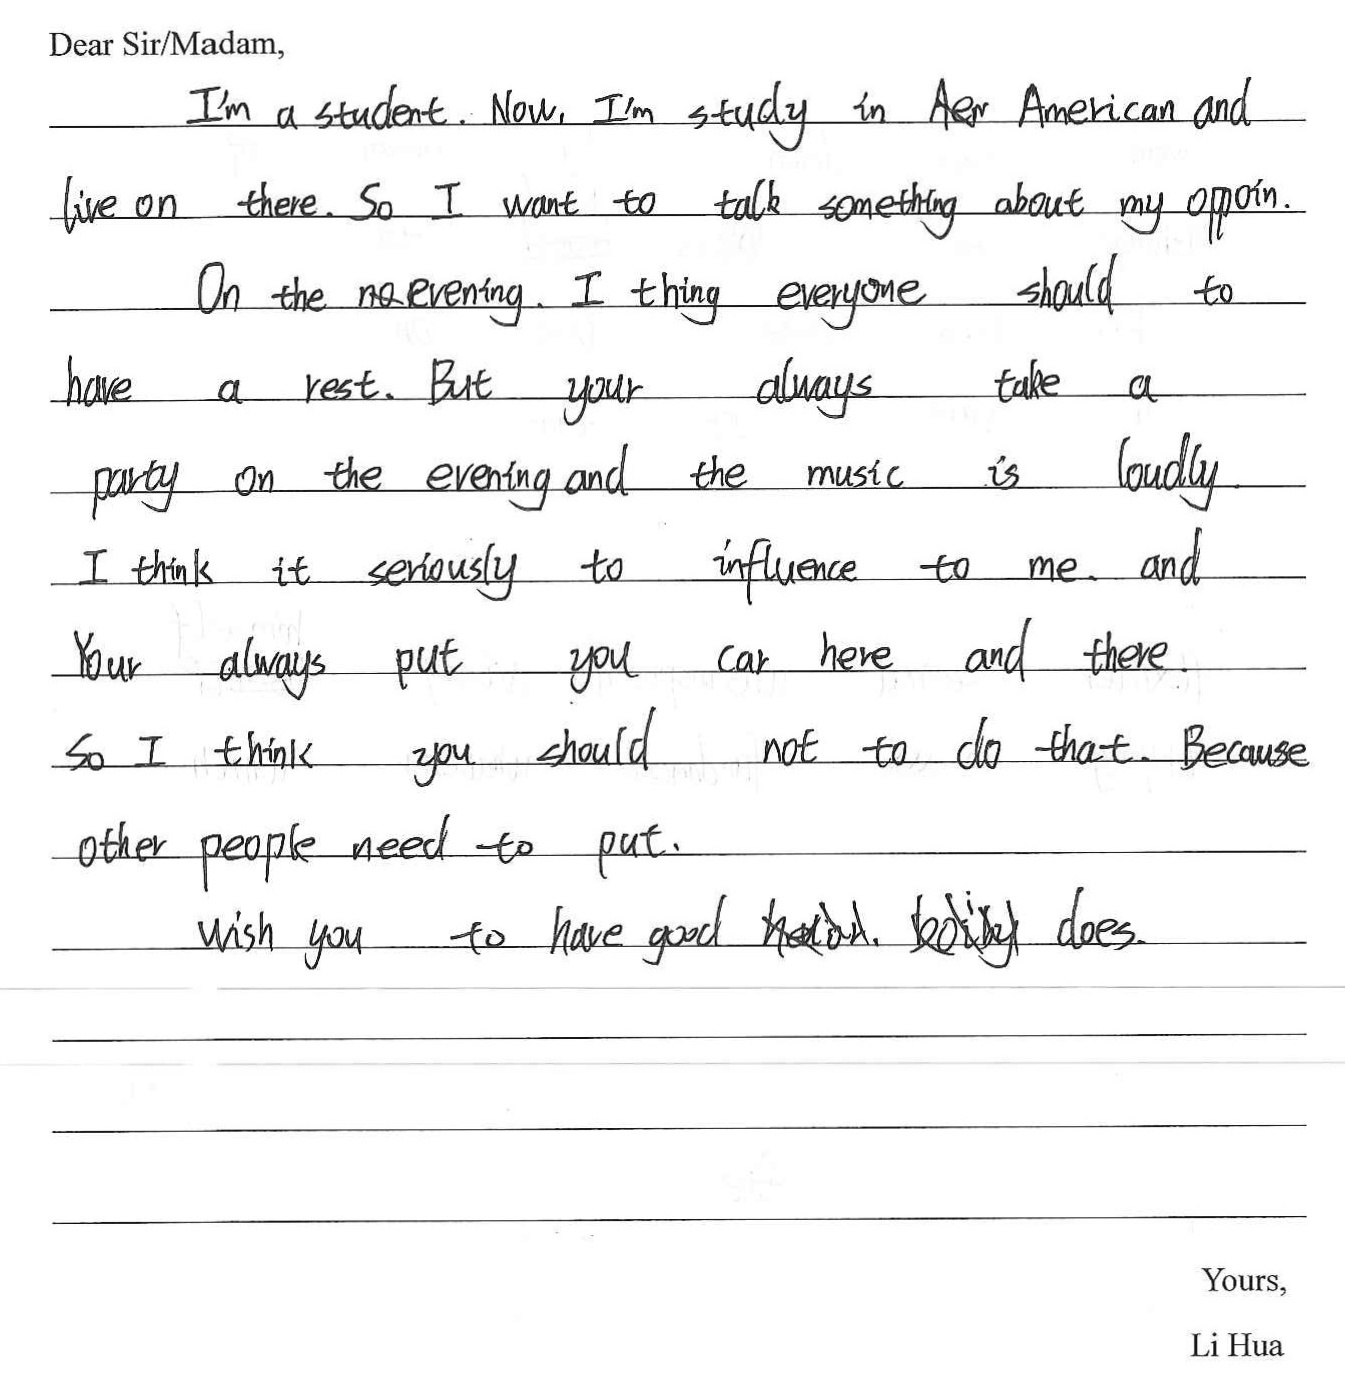 Dear Sir/Madam,
I'm a student. Now, I'm study in American and
live on there. So I want to talk something about my oppoin.
On the evening. I thing everyone should to
have a rest. But your always take a
party on the evening and the music is loudly
I think it seriously to influence to me. and
Your always put you car here and there.
So I think you should not to do that. Because
other people need to put.
Wish you to have good does.
Yours,
Li Hua